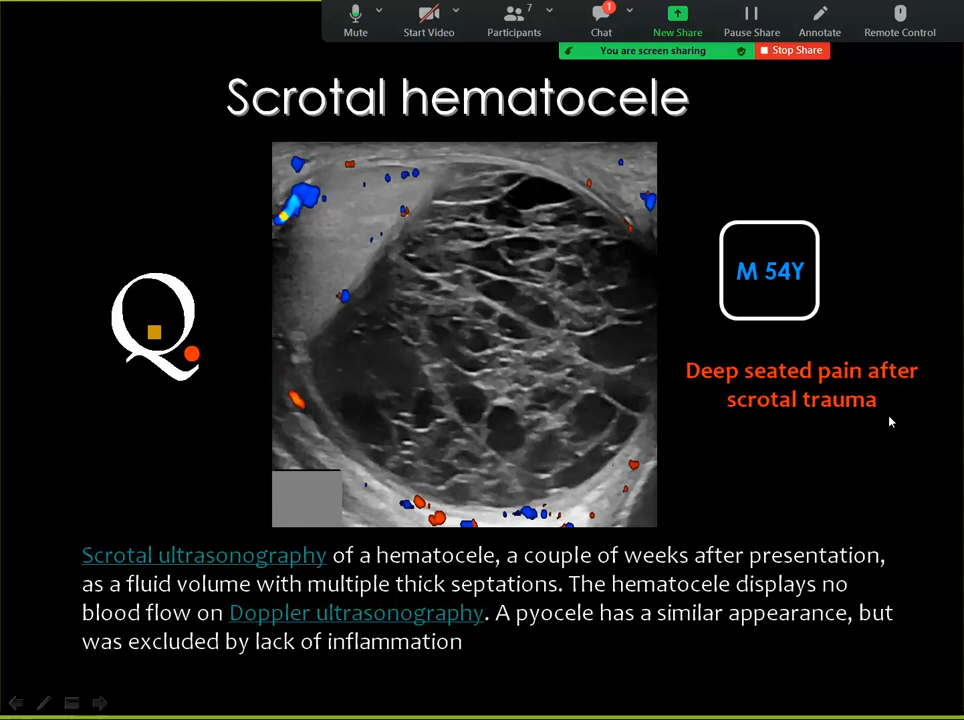 7
1
Mute
Start Video
Participants
Chat
New Share
Pause Share
Annotate
Remote Control
You are screen sharing
Stop Share
Scrotal hematocele
Q
M 54Y
Deep seated pain after
scrotal trauma
Scrotal ultrasonography of a hematocele, a couple of weeks after presentation,
as a fluid volume with multiple thick septations. The hematocele displays no
blood flow on Doppler ultrasonography. A pyocele has a similar appearance, but
was excluded by lack of inflammation